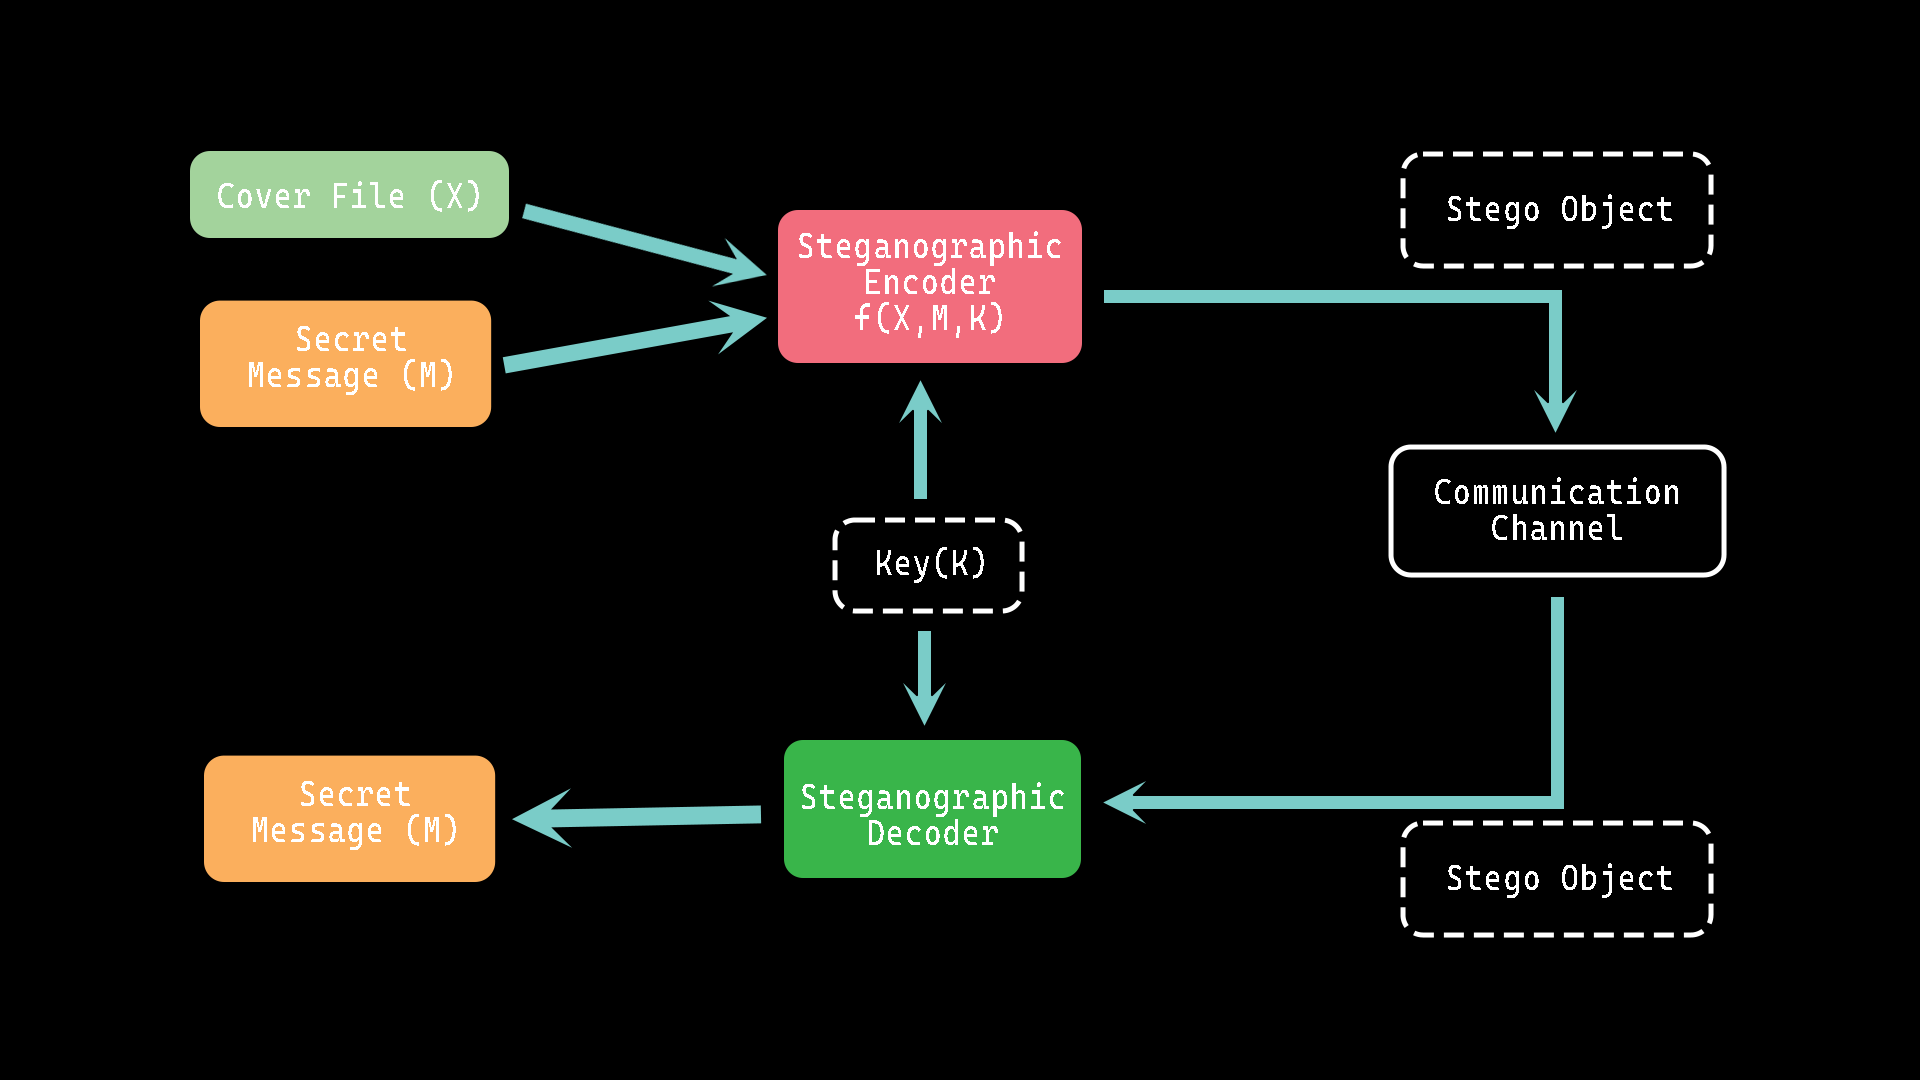 Cover File (X)
Secret
Message (M)
Steganographic
Encoder
f(X,M,K)
Stego Object
Communication
Channel
Key(K)
Secret
Message (M)
Steganographic
Decoder
Stego Object